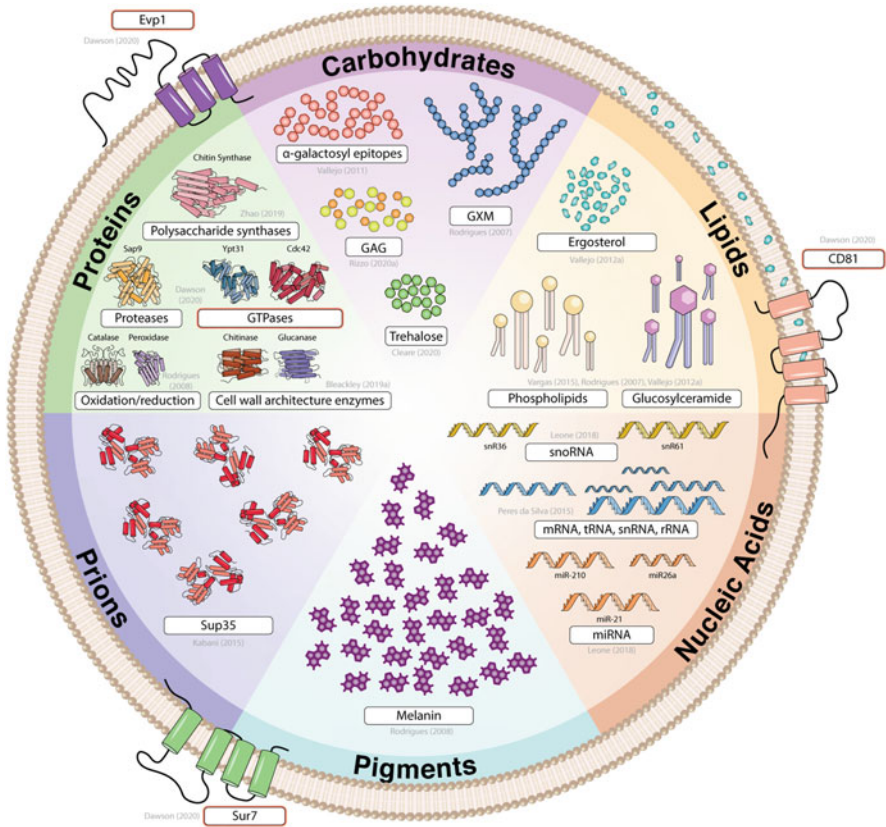 Evp1
Dawson (2020)
Carbohydrates
α-galactosyl epitopes
Vallejo (2011)
GXM
Rodrigues (2007)
GAG
Rizzo (2020a)
Trehalose
Cleare (2020)
Proteins
Chitin Synthase
Zhao (2019)
Polysaccharide synthases
Sap9
Ypt31
Cdc42
Dawson
(2020)
Proteases
GTPases
Catalase
Peroxidase
Chitinase
Glucanase
Rodrigues
(2008)
Bleackley (2019a)
Oxidation/reduction
Cell wall architecture enzymes
Lipids
Ergosterol
Vallejo (2012a)
Dawson (2020)
CD81
Vargas (2015), Rodrigues (2007), Vallejo (2012a)
Phospholipids
Glucosylceramide
Nucleic Acids
Leone (2018)
snR36
snR61
snoRNA
Peres da Silva (2015)
mRNA, tRNA, snRNA, rRNA
miR-210
miR26a
miR-21
miRNA
Leone (2018)
Prions
Sup35
Kabani (2015)
Melanin
Rodrigues (2008)
Pigments
Dawson (2020)
Sur7